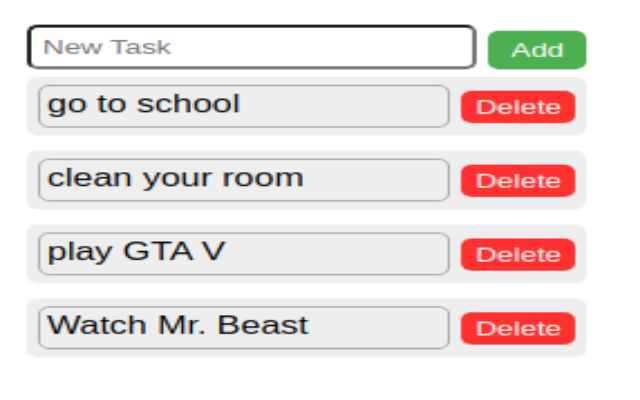 New Task Add
go to school Delete
clean your room Delete
play GTA V Delete
Watch Mr. Beast Delete